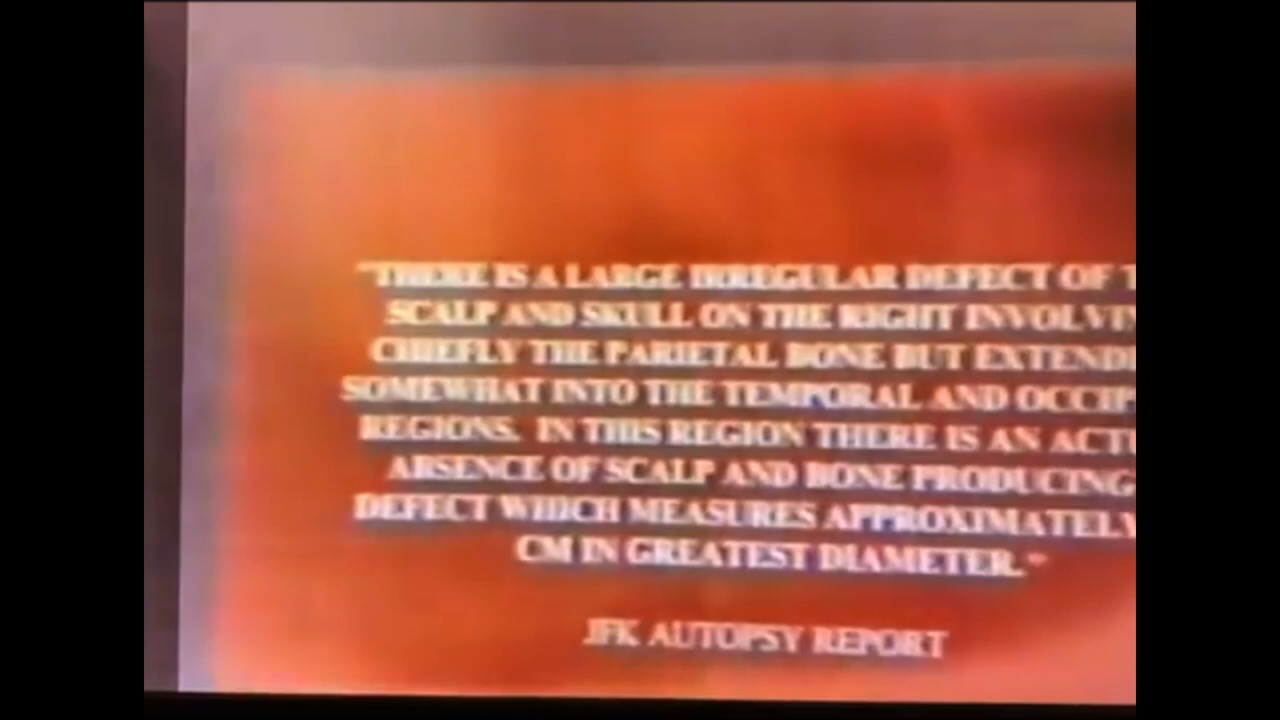 "THERE IS A LARGE IRREGULAR DEFECT OF T
SCALP AND SKULL ON THE RIGHT INVOLVIN
CHIEFLY THE PARIETAL BONE BUT EXTENDI
SOMEWHAT INTO THE TEMPORAL AND OCCIP
REGIONS. IN THIS REGION THERE IS AN ACTU
ABSENCE OF SCALP AND BONE PRODUCING
DEFECT WHICH MEASURES APPROXIMATELY
CM IN GREATEST DIAMETER."
JFK AUTOPSY REPORT